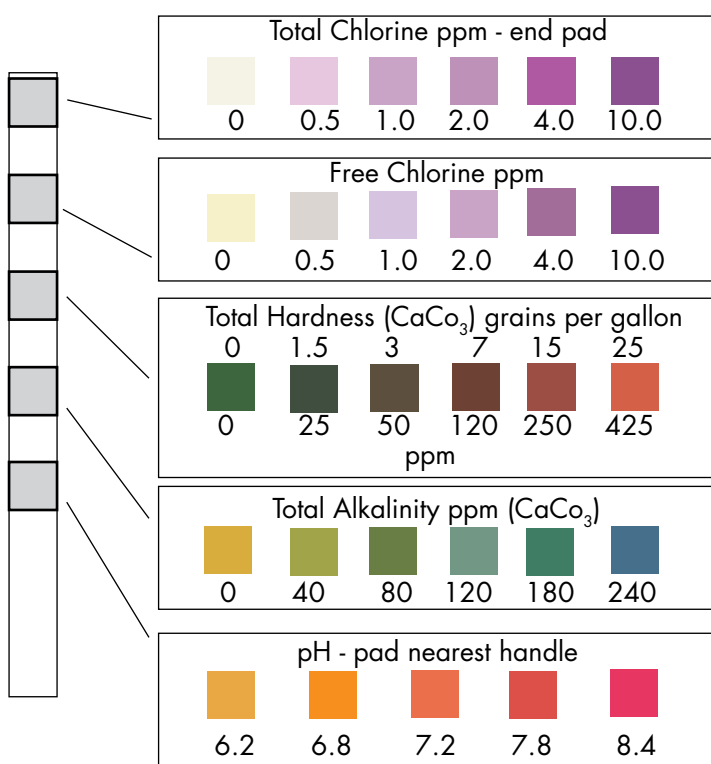 Total Chlorine ppm - end pad
0 0.5 1.0 2.0 4.0 10.0
Free Chlorine ppm
0 0.5 1.0 2.0 4.0 10.0
Total Hardness (CaCo₃) grains per gallon
0 1.5 3 7 15 25
0 25 50 120 250 425
ppm
Total Alkalinity ppm (CaCo₃)
0 40 80 120 180 240
pH - pad nearest handle
6.2 6.8 7.2 7.8 8.4